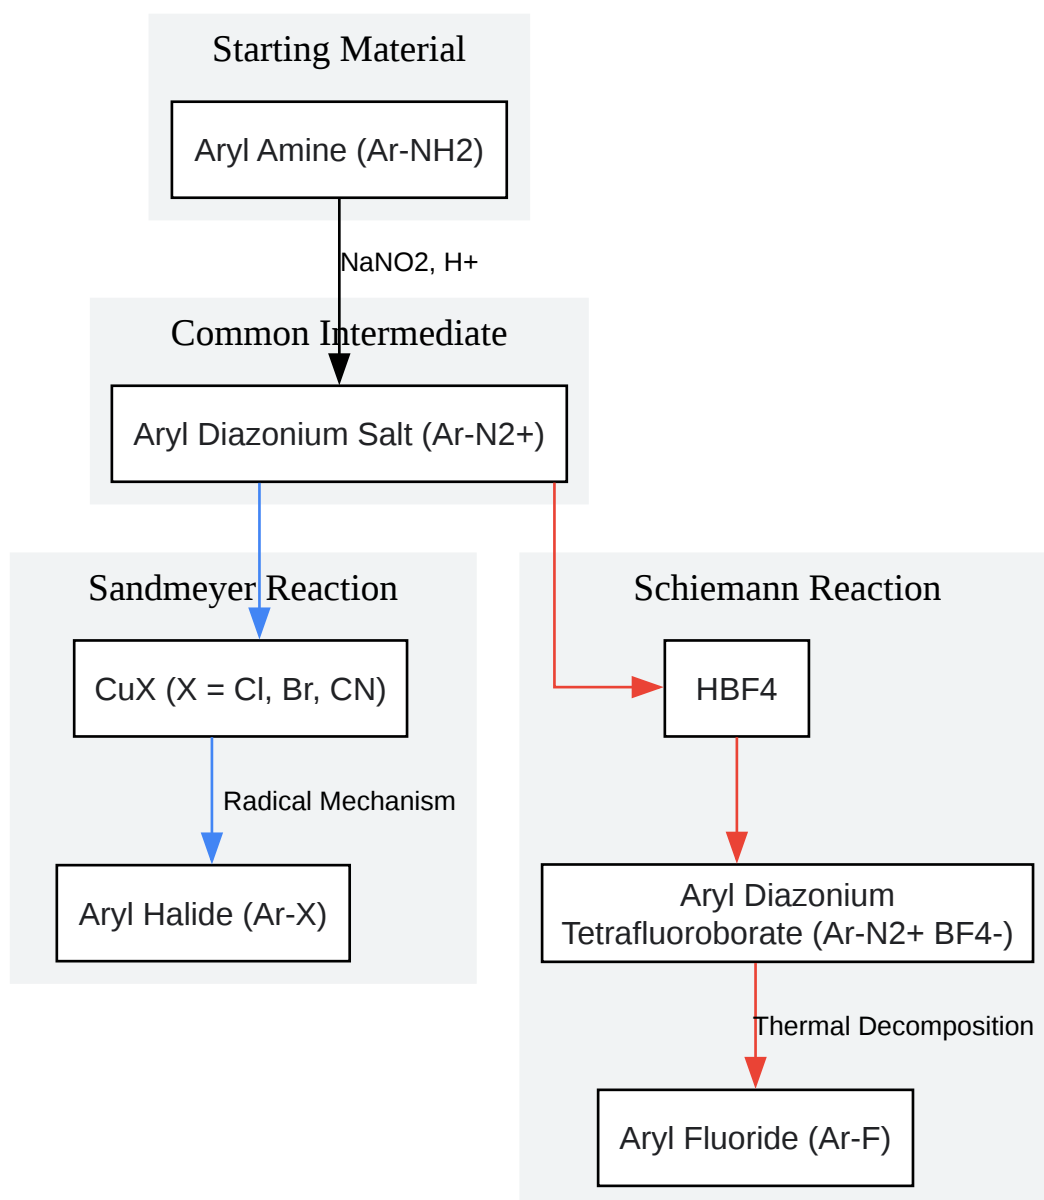 Starting Material
Aryl Amine (Ar-NH2)
NaNO2, H+
Common Intermediate
Aryl Diazonium Salt (Ar-N2+)
Sandmeyer Reaction
CuX (X = Cl, Br, CN)
Radical Mechanism
Aryl Halide (Ar-X)
Schiemann Reaction
HBF4
Aryl Diazonium
Tetrafluoroborate (Ar-N2+ BF4-)
Thermal Decomposition
Aryl Fluoride (Ar-F)